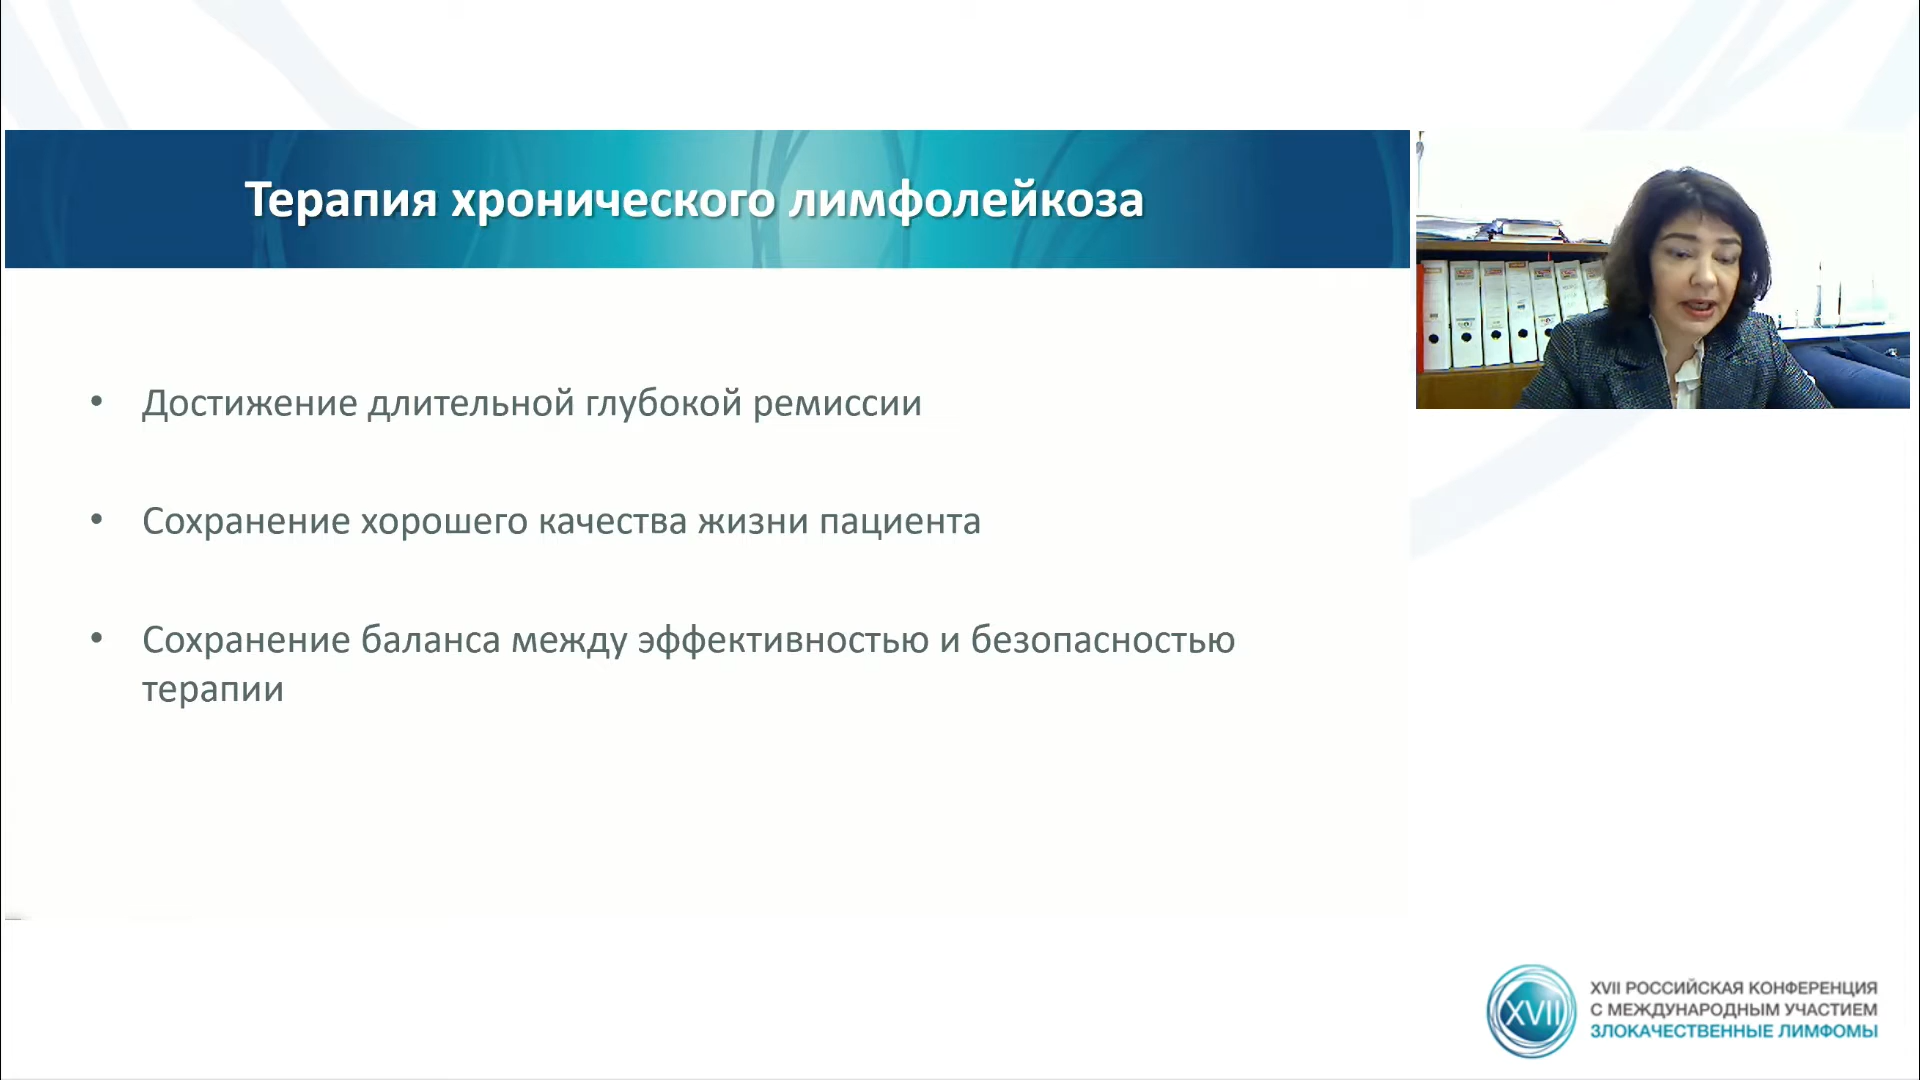 Терапия хронического лимфолейкоза
• Достижение длительной глубокой ремиссии
• Сохранение хорошего качества жизни пациента
• Сохранение баланса между эффективностью и безопасностью
терапии
XVII
XVII РОССИЙСКАЯ КОНФЕРЕНЦИЯ
С МЕЖДУНАРОДНЫМ УЧАСТИЕМ
ЗЛОКАЧЕСТВЕННЫЕ ЛИМФОМЫ